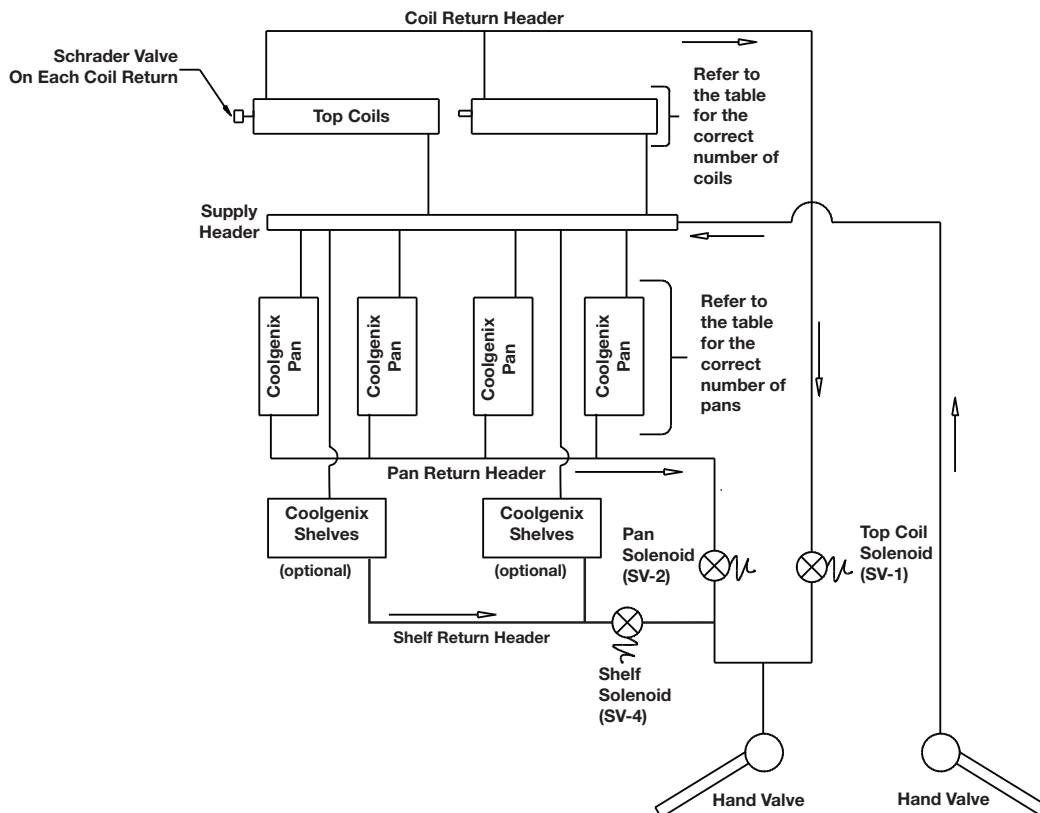 Coil Return Header
Schrader Valve
On Each Coil Return
Top Coils
Refer to
the table
for the
correct
number of
coils
Supply
Header
Coolgenix
Pan
Coolgenix
Pan
Coolgenix
Pan
Coolgenix
Pan
Refer to
the table
for the
correct
number of
pans
Pan Return Header
Coolgenix
Shelves
(optional)
Coolgenix
Shelves
(optional)
Pan
Solenoid
(SV-2)
Top Coil
Solenoid
(SV-1)
Shelf Return Header
Shelf
Solenoid
(SV-4)
Hand Valve
Hand Valve